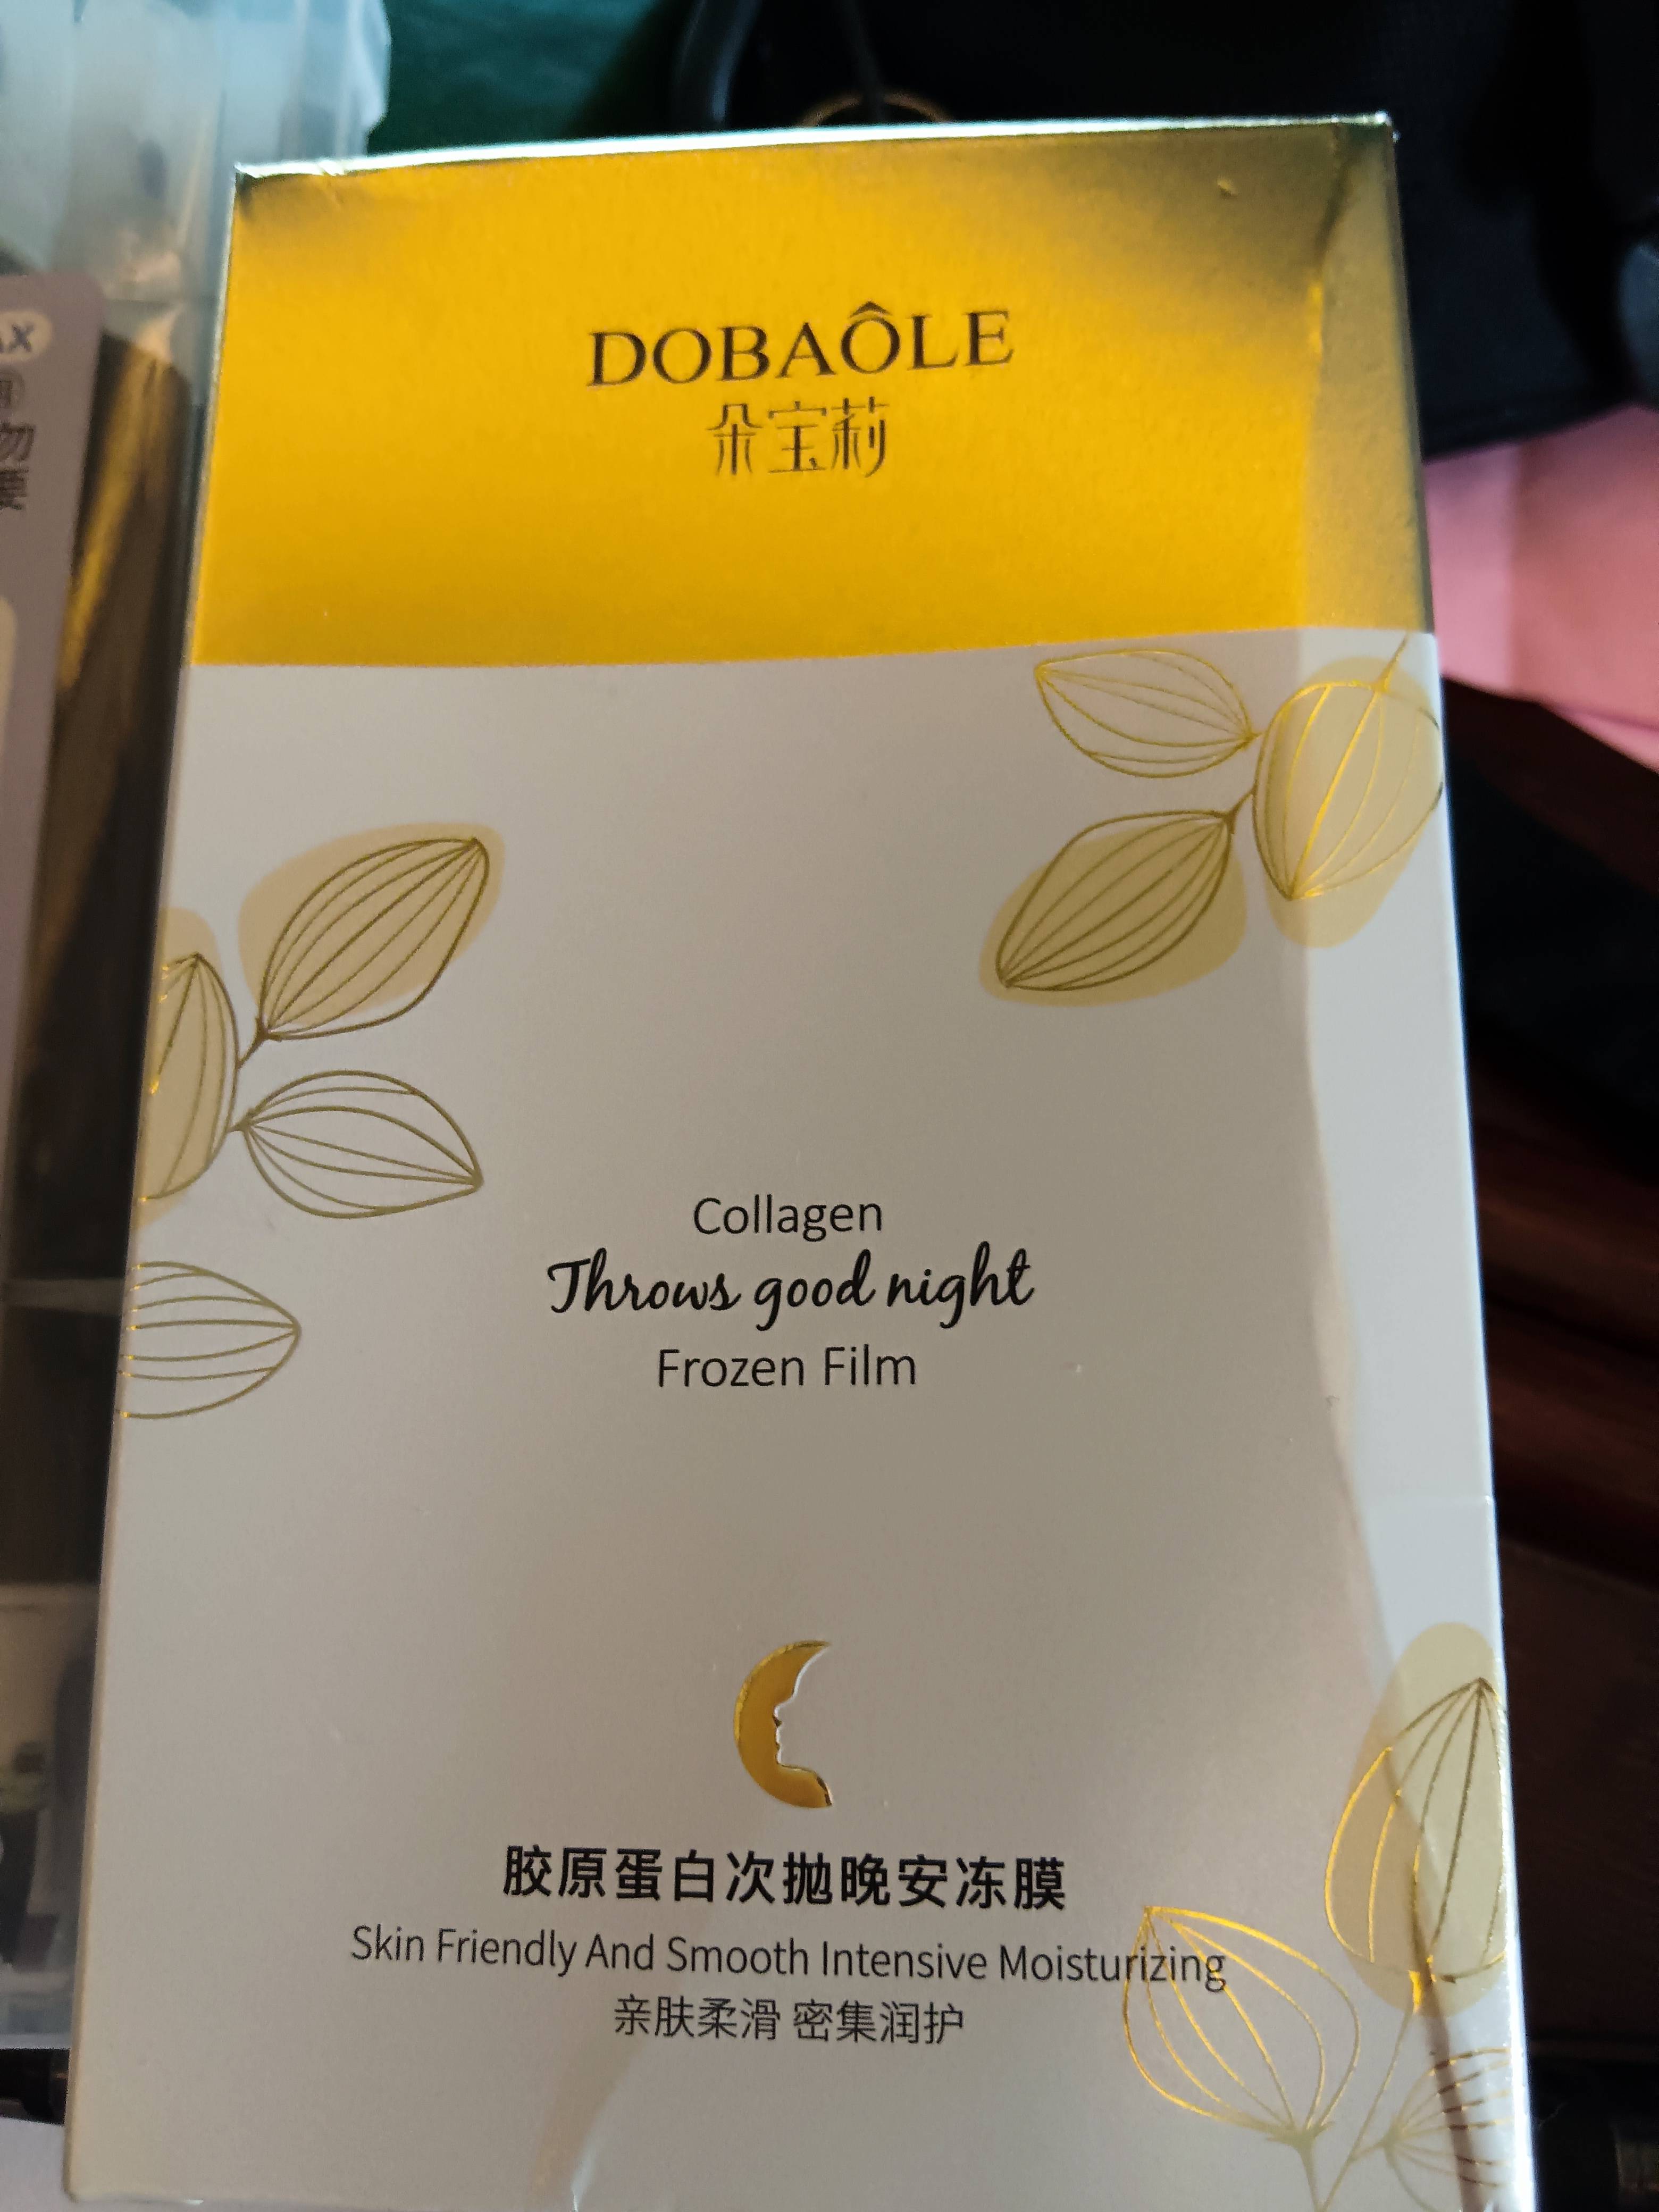 DOBAÔLE
朵宝莉
Collagen
Throws good night
Frozen Film
胶原蛋白次抛晚安冻膜
Skin Friendly And Smooth Intensive Moisturizing
亲肤柔滑 密集润护